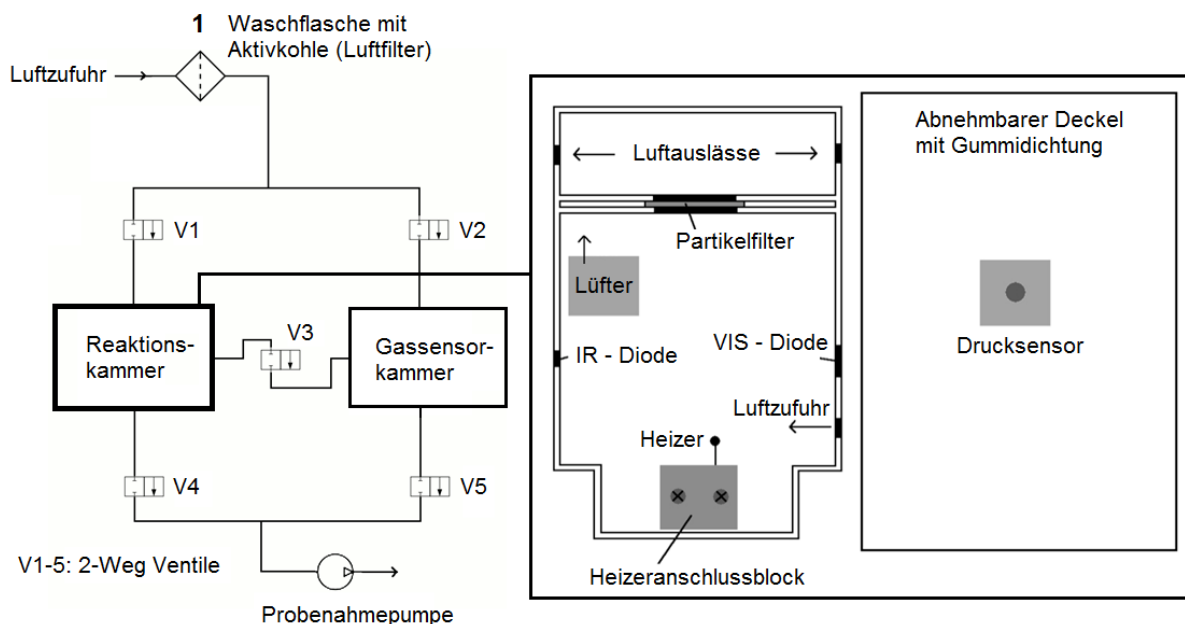 1 Waschflasche mit
Aktivkohle (Luftfilter)
Luftzufuhr
V1
V2
Reaktions-
kammer
V3
Gassensor-
kammer
V4
V5
V1-5: 2-Weg Ventile
Probenahmepumpe
Luftauslässe
Partikelfilter
Lüfter
IR - Diode
VIS - Diode
Luftzufuhr
Heizer
Heizeranschlussblock
Abnehmbarer Deckel
mit Gummidichtung
Drucksensor